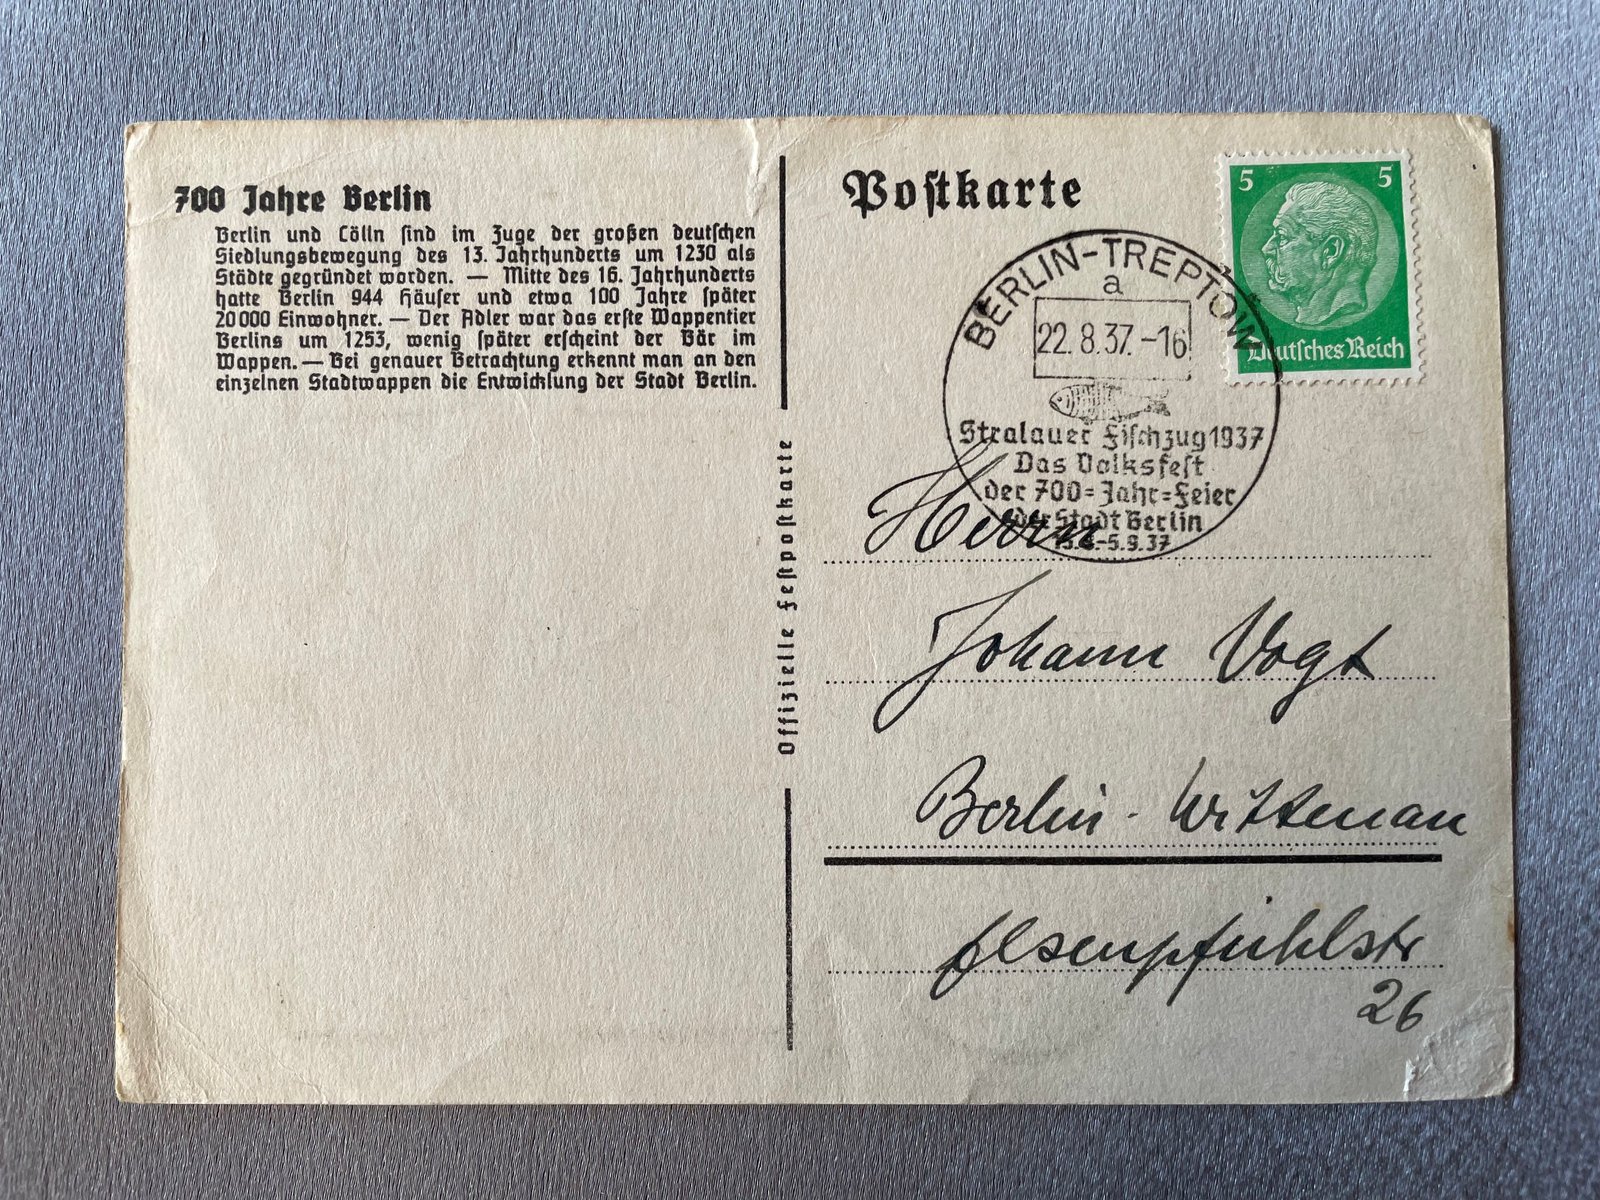 700 Jahre Berlin
Berlin und Cölln sind im Zuge der großen deutschen
Siedlungsbewegung des 13. Jahrhunderts um 1230 als
Städte gegründet worden. — Mitte des 16. Jahrhunderts
hatte Berlin 944 Häuser und etwa 100 Jahre später
20000 Einwohner. — Der Adler war das erste Wappentier
Berlins um 1253, wenig später erscheint der Bär im
Wappen. — Bei genauer Betrachtung erkennt man an den
einzelnen Stadtwappen die Entwicklung der Stadt Berlin.
Offizielle Festpostkarte
Postkarte
5 5
Deutsches Reich
BERLIN-TREPTOW
a
22.8.37.-16
Stralauer Fischzug 1937
Das Volksfest
der 700=Jahr=Feier
der Stadt Berlin
-5.9.37
Herrn
Johann Vogt
Berlin-Wittenau
Elsenpfuhlstr
26